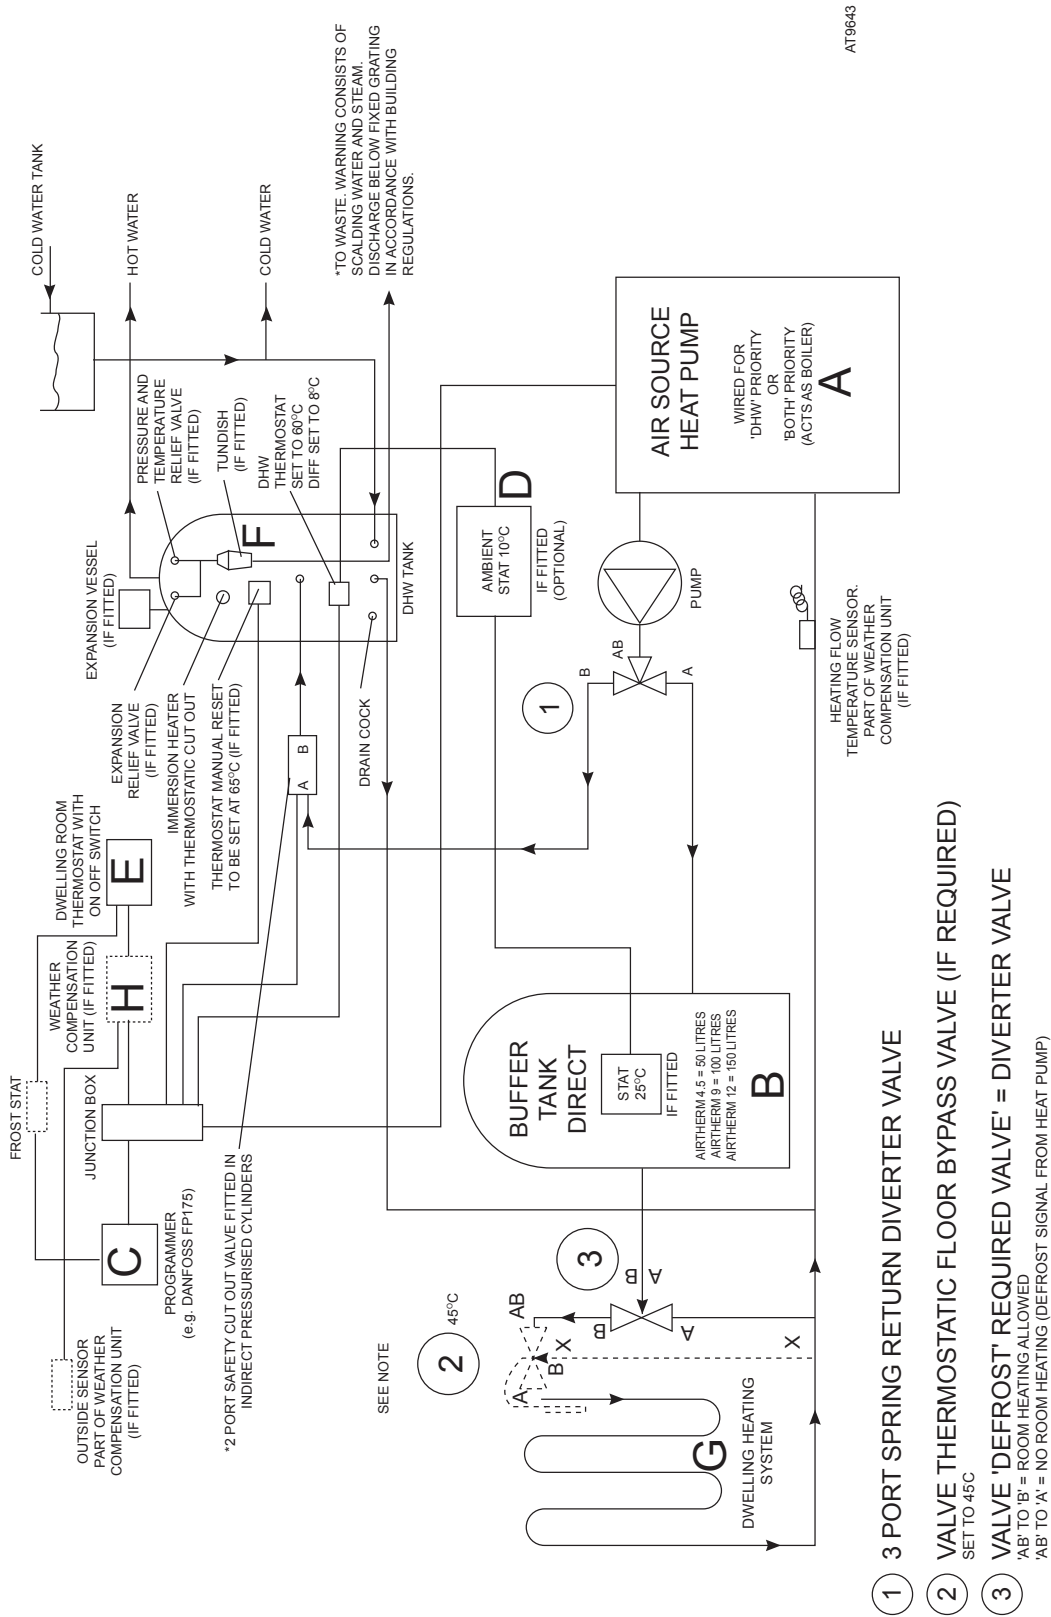 OUTSIDE SENSOR
PART OF WEATHER
COMPENSATION UNIT
(IF FITTED)
FROST STAT
C
PROGRAMMER
(e.g. DANFOSS FP175)
JUNCTION BOX
WEATHER
COMPENSATION
UNIT (IF FITTED)
H
DWELLING ROOM
THERMOSTAT WITH
ON OFF SWITCH
E
EXPANSION VESSEL
(IF FITTED)
EXPANSION
RELIEF VALVE
(IF FITTED)
IMMERSION HEATER
WITH THERMOSTATIC CUT OUT
THERMOSTAT MANUAL RESET
TO BE SET AT 65°C (IF FITTED)
COLD WATER TANK
HOT WATER
COLD WATER
PRESSURE AND
TEMPERATURE
RELIEF VALVE
(IF FITTED)
TUNDISH
(IF FITTED)
DHW
THERMOSTAT
SET TO 60°C
DIFF SET TO 8°C
F
*TO WASTE. WARNING CONSISTS OF
SCALDING WATER AND STEAM.
DISCHARGE BELOW FIXED GRATING
IN ACCORDANCE WITH BUILDING
REGULATIONS.
*2 PORT SAFETY CUT OUT VALVE FITTED IN
INDIRECT PRESSURISED CYLINDERS
A B
DRAIN COCK
DHW TANK
SEE NOTE
2
45°C
AB
A
B
X
X
3
B
A
B
A
G
DWELLING HEATING
SYSTEM
BUFFER
TANK
DIRECT
STAT
25°C
IF FITTED
AIRTHERM 4.5 = 50 LITRES
AIRTHERM 9 = 100 LITRES
AIRTHERM 12 = 150 LITRES
B
1
B
AB
A
PUMP
AMBIENT
STAT 10°C
D
IF FITTED
(OPTIONAL)
AIR SOURCE
HEAT PUMP
WIRED FOR
'DHW' PRIORITY
OR
'BOTH' PRIORITY
(ACTS AS BOILER)
A
HEATING FLOW
TEMPERATURE SENSOR.
PART OF WEATHER
COMPENSATION UNIT
(IF FITTED)
AT9643
1 3 PORT SPRING RETURN DIVERTER VALVE
2 VALVE THERMOSTATIC FLOOR BYPASS VALVE (IF REQUIRED)
SET TO 45C
3 VALVE 'DEFROST' REQUIRED VALVE' = DIVERTER VALVE
'AB' TO 'B' = ROOM HEATING ALLOWED
'AB' TO 'A' = NO ROOM HEATING (DEFROST SIGNAL FROM HEAT PUMP)